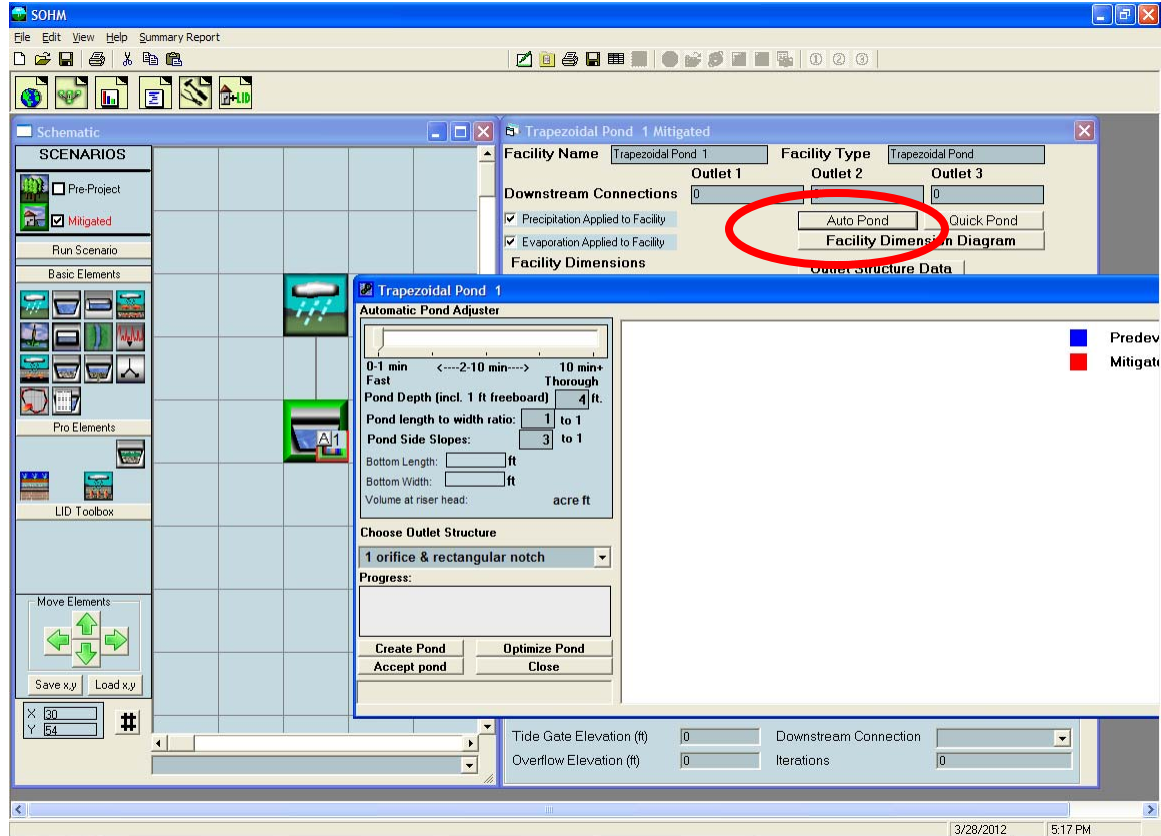 SOHM
File Edit View Help Summary Report
Schematic
SCENARIOS
Pre-Project
Mitigated
Run Scenario
Basic Elements
Pro Elements
LID Toolbox
Move Elements
Save x,y Load x,y
X 30
Y 54
#
A 1
+LID
Trapezoidal Pond 1 Mitigated
Facility Name Trapezoidal Pond 1 Facility Type Trapezoidal Pond
Outlet 1 Outlet 2 Outlet 3
Downstream Connections 0 0 0
Precipitation Applied to Facility Auto Pond Quick Pond
Evaporation Applied to Facility Facility Dimension Diagram
Facility Dimensions Outlet Structure Data
Trapezoidal Pond 1
Automatic Pond Adjuster
0-1 min <----2-10 min----> 10 min+
Fast Thorough
Pond Depth (incl. 1 ft freeboard) 4 ft.
Pond length to width ratio: 1 to 1
Pond Side Slopes: 3 to 1
Bottom Length: ft
Bottom Width: ft
Volume at riser head: acre ft
Choose Outlet Structure
1 orifice & rectangular notch
Progress:
Create Pond Optimize Pond
Accept pond Close
Predev
Mitigate
Tide Gate Elevation (ft) 0 Downstream Connection
Overflow Elevation (ft) 0 Iterations 0
3/28/2012 5:17 PM